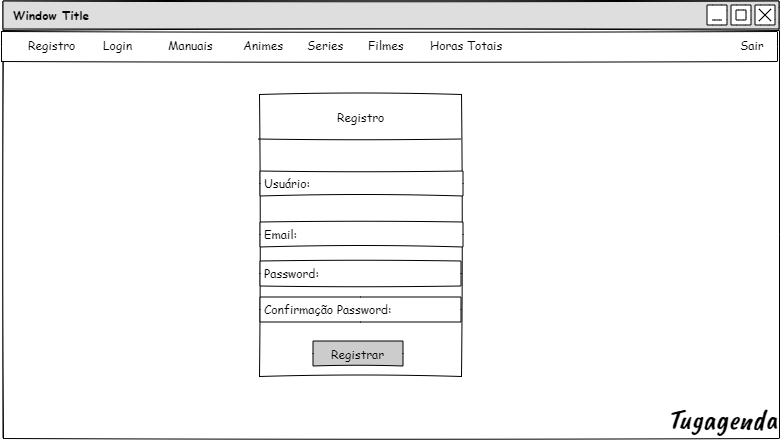 Window Title
Registro Login Manuais Animes Series Filmes Horas Totais Sair
Registro
Usuário:
Email:
Password:
Confirmação Password:
Registrar
Tugagenda